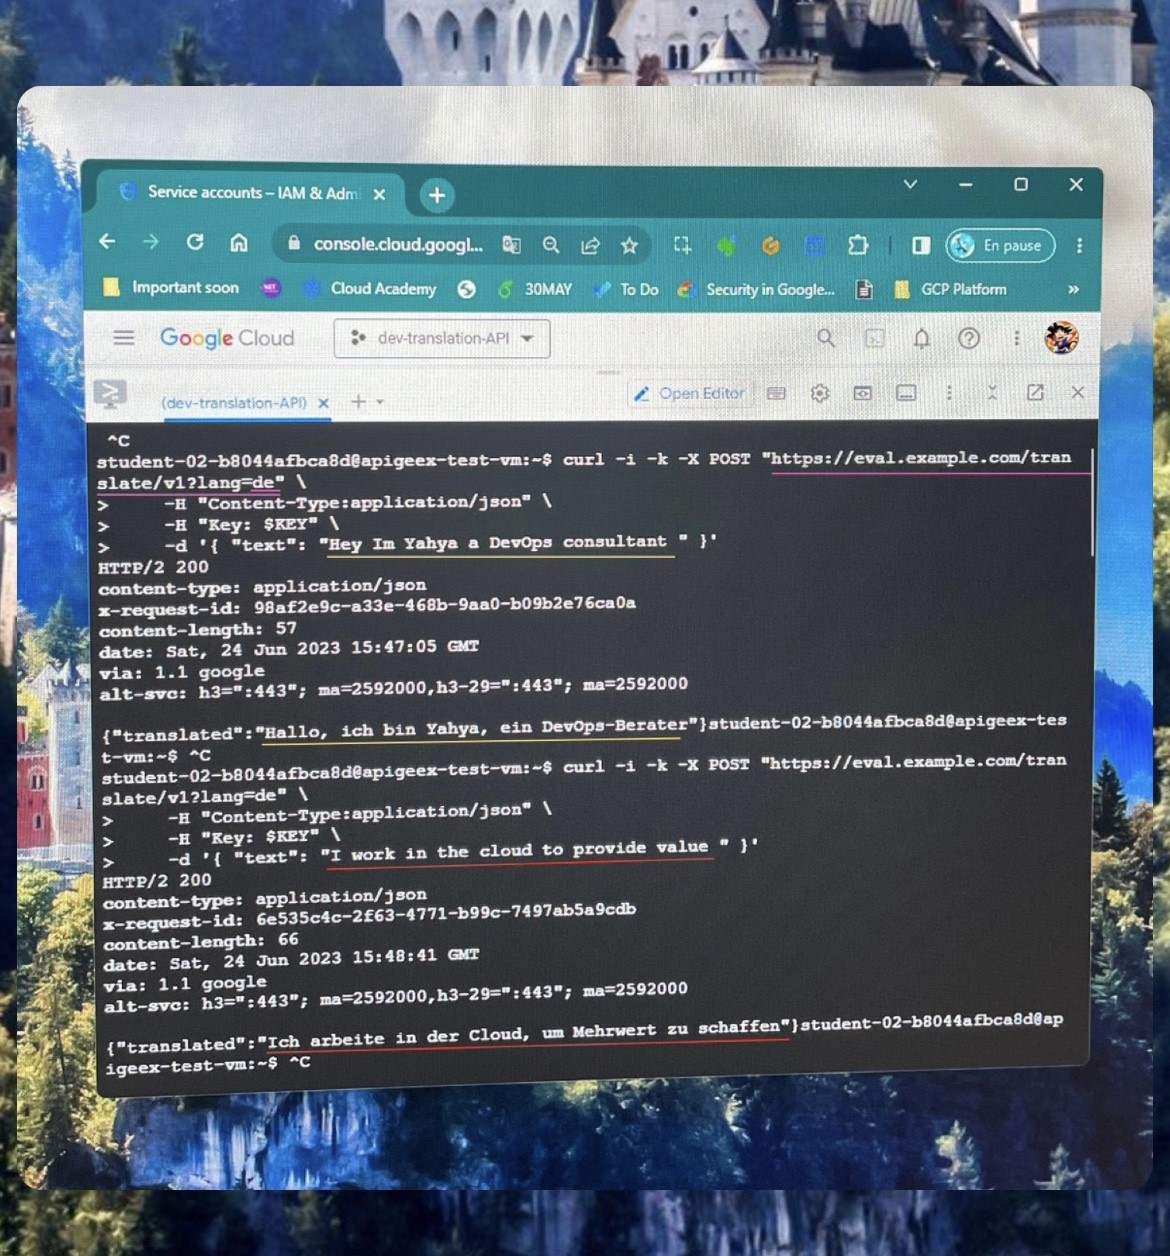 Service accounts – IAM & Adm
console.cloud.googl...
En pause
Important soon
NET
Cloud Academy
30MAY
To Do
Security in Google...
GCP Platform
»
Google Cloud
dev-translation-API
(dev-translation-API)
Open Editor
^C
student-02-b8044afbca8d@apigeex-test-vm:~$ curl -i -k -X POST "https://eval.example.com/tran
slate/v1?lang=de" \
> -H "Content-Type:application/json" \
> -H "Key: $KEY" \
> -d '{ "text": "Hey Im Yahya a DevOps consultant " }'
HTTP/2 200
content-type: application/json
x-request-id: 98af2e9c-a33e-468b-9aa0-b09b2e76ca0a
content-length: 57
date: Sat, 24 Jun 2023 15:47:05 GMT
via: 1.1 google
alt-svc: h3=":443"; ma=2592000,h3-29=":443"; ma=2592000
{"translated":"Hallo, ich bin Yahya, ein DevOps-Berater"}student-02-b8044afbca8d@apigeex-tes
t-vm:~$ ^C
student-02-b8044afbca8d@apigeex-test-vm:~$ curl -i -k -X POST "https://eval.example.com/tran
slate/v1?lang=de" \
> -H "Content-Type:application/json" \
> -H "Key: $KEY" \
> -d '{ "text": "I work in the cloud to provide value " }'
HTTP/2 200
content-type: application/json
x-request-id: 6e535c4c-2f63-4771-b99c-7497ab5a9cdb
content-length: 66
date: Sat, 24 Jun 2023 15:48:41 GMT
via: 1.1 google
alt-svc: h3=":443"; ma=2592000,h3-29=":443"; ma=2592000
{"translated":"Ich arbeite in der Cloud, um Mehrwert zu schaffen"}student-02-b8044afbca8d@ap
igeex-test-vm:~$ ^C